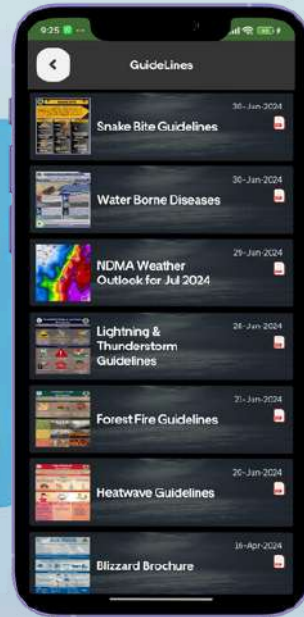 9:25
GuideLines
30-Jun-2024
Snake Bite Guidelines
30-Jun-2024
Water Borne Diseases
29-Jun-2024
NDMA Weather
Outlook for Jul 2024
Lightning &
Thunderstorm
Guidelines
21-Jun-2024
Forest Fire Guidelines
20-Jun-2024
Heatwave Guidelines
16-Apr-2024
Blizzard Brochure